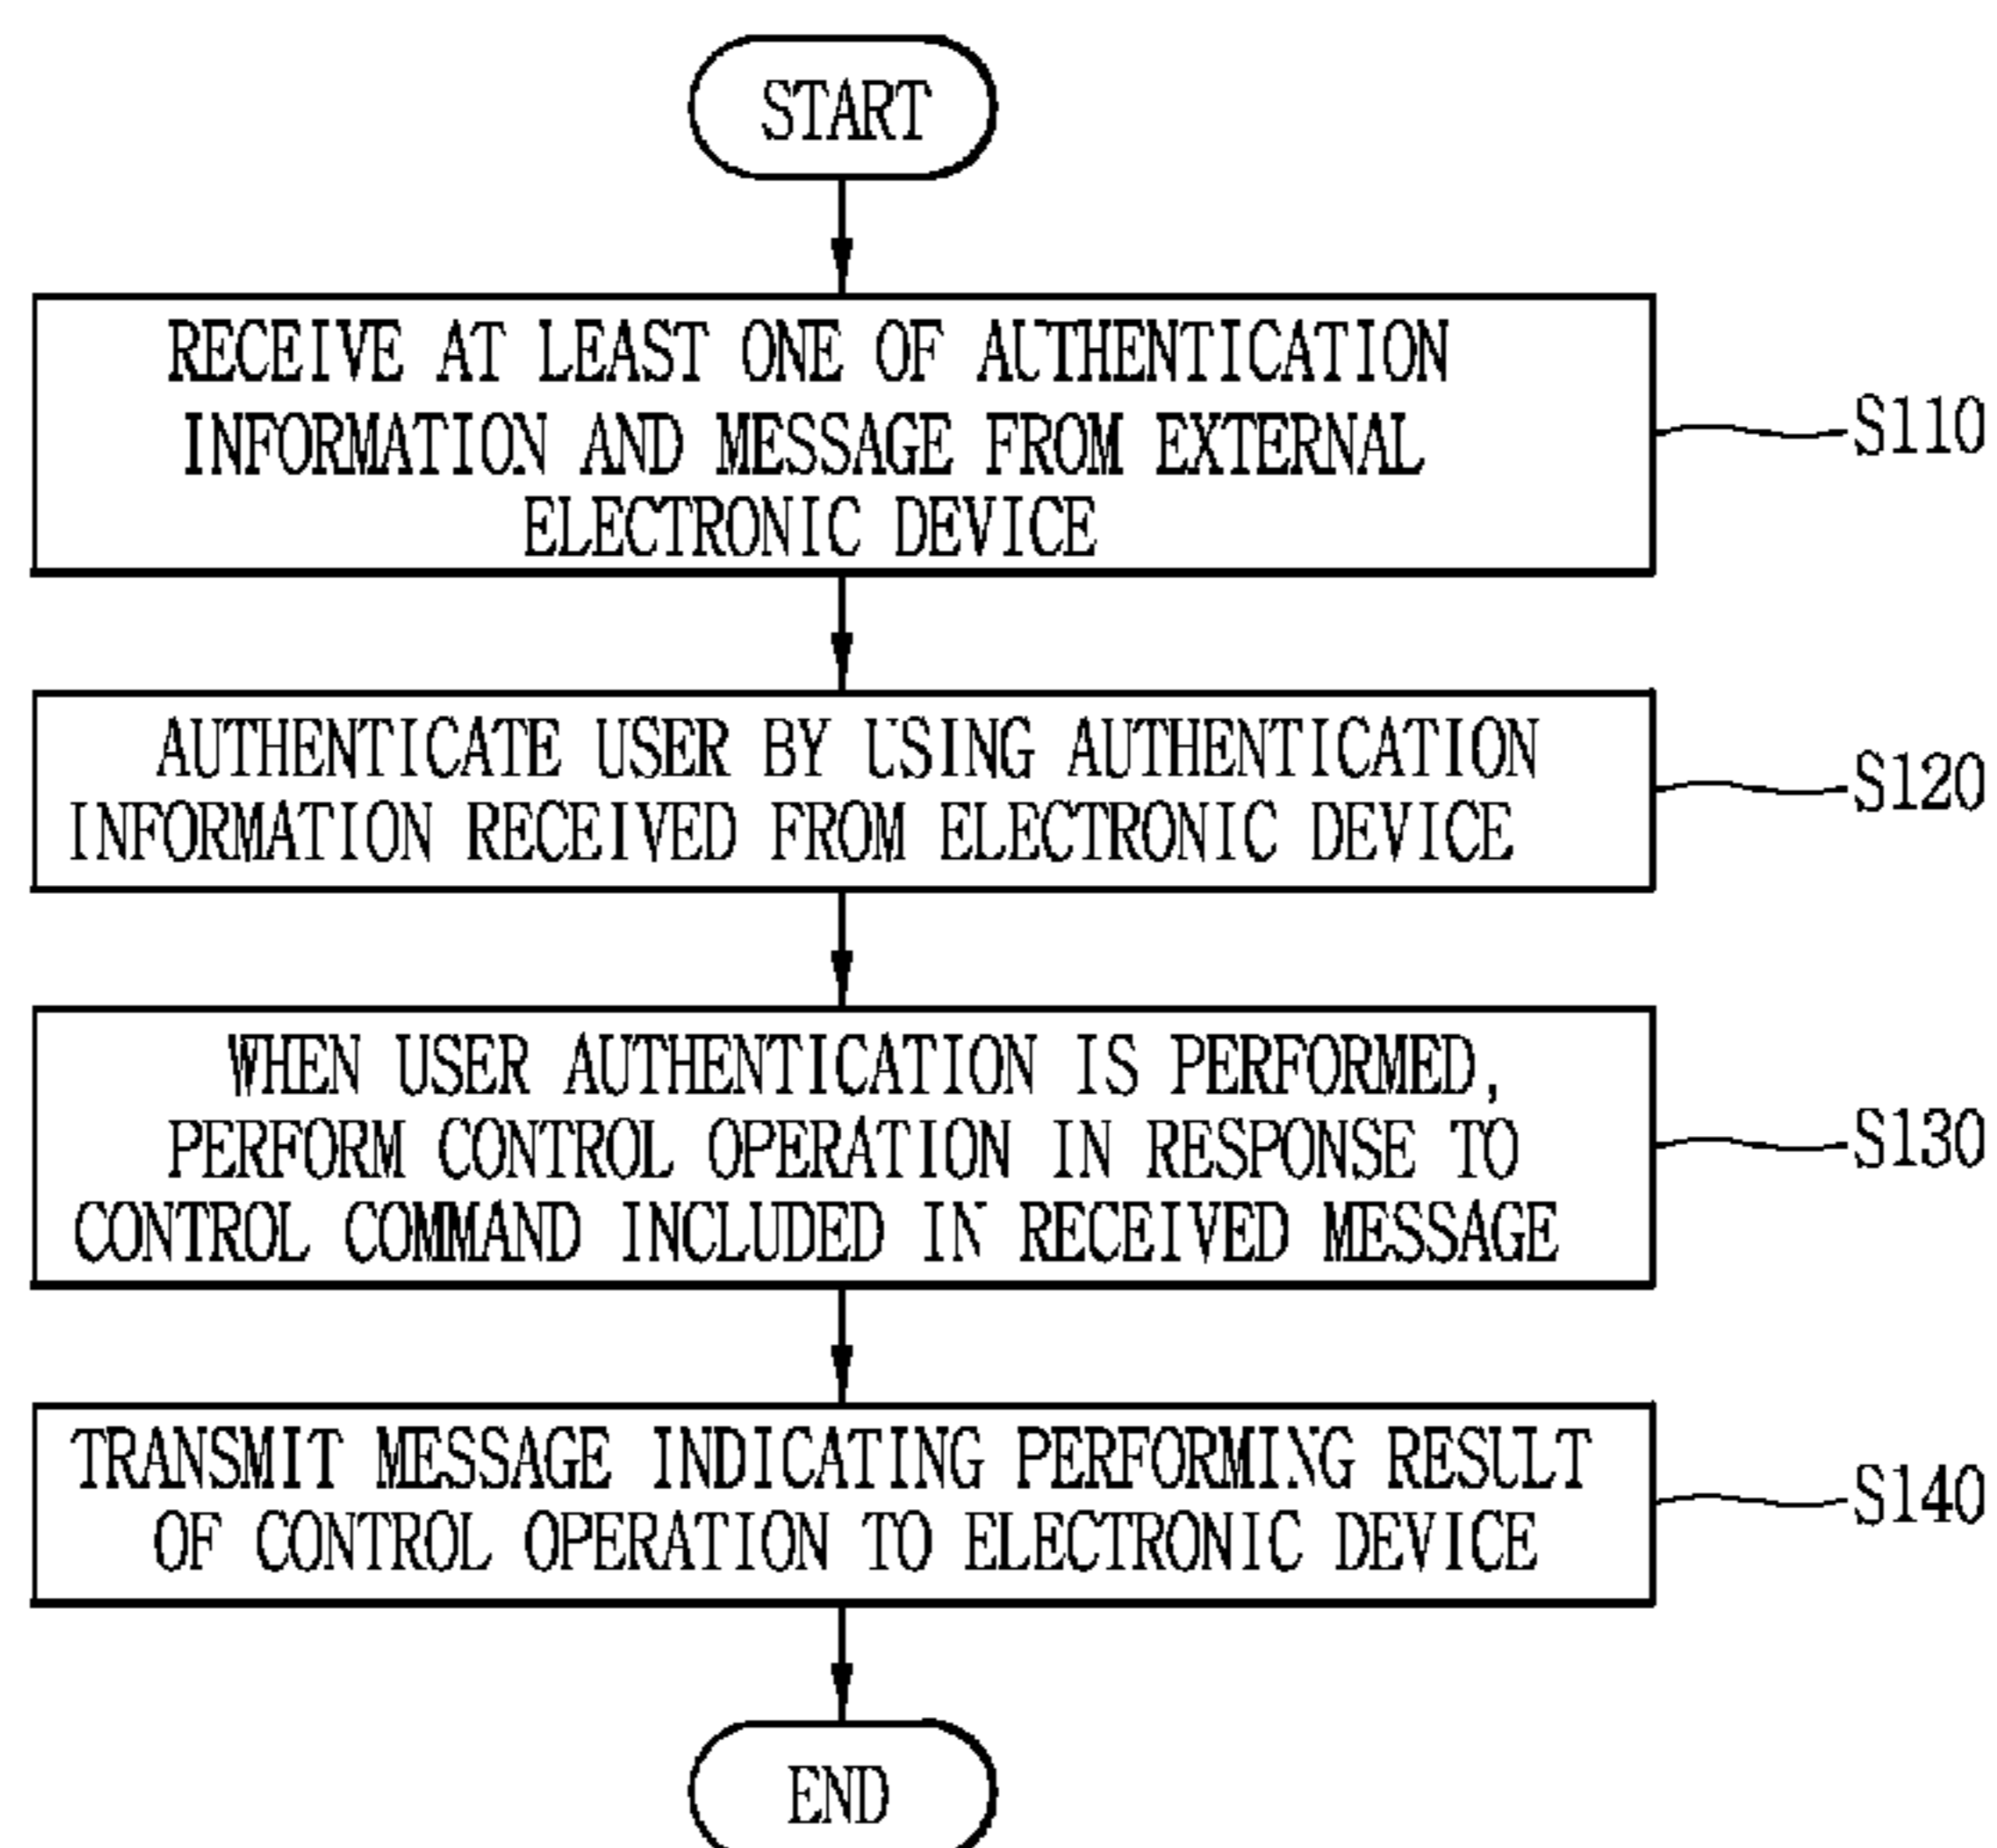 START
RECEIVE AT LEAST ONE OF AUTHENTICATION
INFORMATION AND MESSAGE FROM EXTERNAL
ELECTRONIC DEVICE
S110
AUTHENTICATE USER BY USING AUTHENTICATION
INFORMATION RECEIVED FROM ELECTRONIC DEVICE
S120
WHEN USER AUTHENTICATION IS PERFORMED,
PERFORM CONTROL OPERATION IN RESPONSE TO
CONTROL COMMAND INCLUDED IN RECEIVED MESSAGE
S130
TRANSMIT MESSAGE INDICATING PERFORMING RESULT
OF CONTROL OPERATION TO ELECTRONIC DEVICE
S140
END